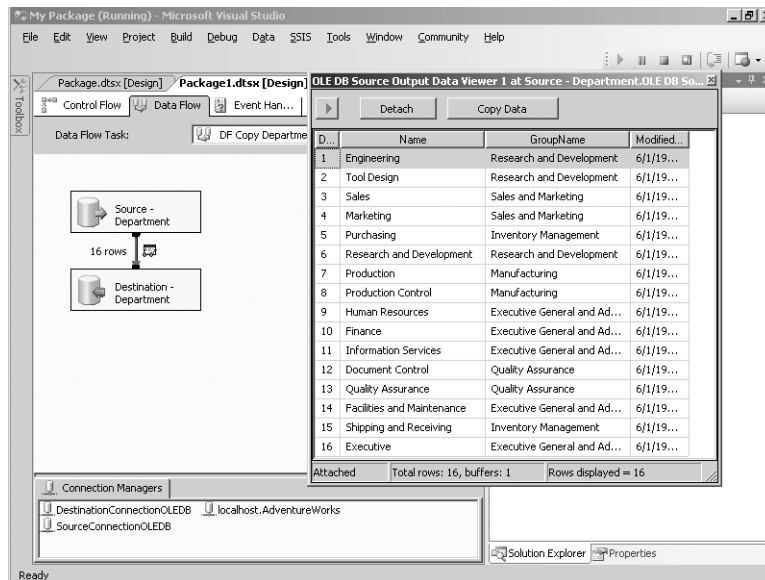 My Package (Running) - Microsoft Visual Studio
File Edit View Project Build Debug Data SSIS Tools Window Community Help
Toolbox
Package.dtsx [Design] Package1.dtsx [Design]
Control Flow Data Flow Event Han...
Data Flow Task: DF Copy Departme
Source - Department
16 rows
Destination - Department
OLE DB Source Output Data Viewer 1 at Source - Department.OLE DB So...
Detach Copy Data
D... Name GroupName Modified...
1 Engineering Research and Development 6/1/19...
2 Tool Design Research and Development 6/1/19...
3 Sales Sales and Marketing 6/1/19...
4 Marketing Sales and Marketing 6/1/19...
5 Purchasing Inventory Management 6/1/19...
6 Research and Development Research and Development 6/1/19...
7 Production Manufacturing 6/1/19...
8 Production Control Manufacturing 6/1/19...
9 Human Resources Executive General and Ad... 6/1/19...
10 Finance Executive General and Ad... 6/1/19...
11 Information Services Executive General and Ad... 6/1/19...
12 Document Control Quality Assurance 6/1/19...
13 Quality Assurance Quality Assurance 6/1/19...
14 Facilities and Maintenance Executive General and Ad... 6/1/19...
15 Shipping and Receiving Inventory Management 6/1/19...
16 Executive Executive General and Ad... 6/1/19...
Attached Total rows: 16, buffers: 1 Rows displayed = 16
Connection Managers
DestinationConnectionOLEDB localhost.AdventureWorks
SourceConnectionOLEDB
Solution Explorer Properties
Ready